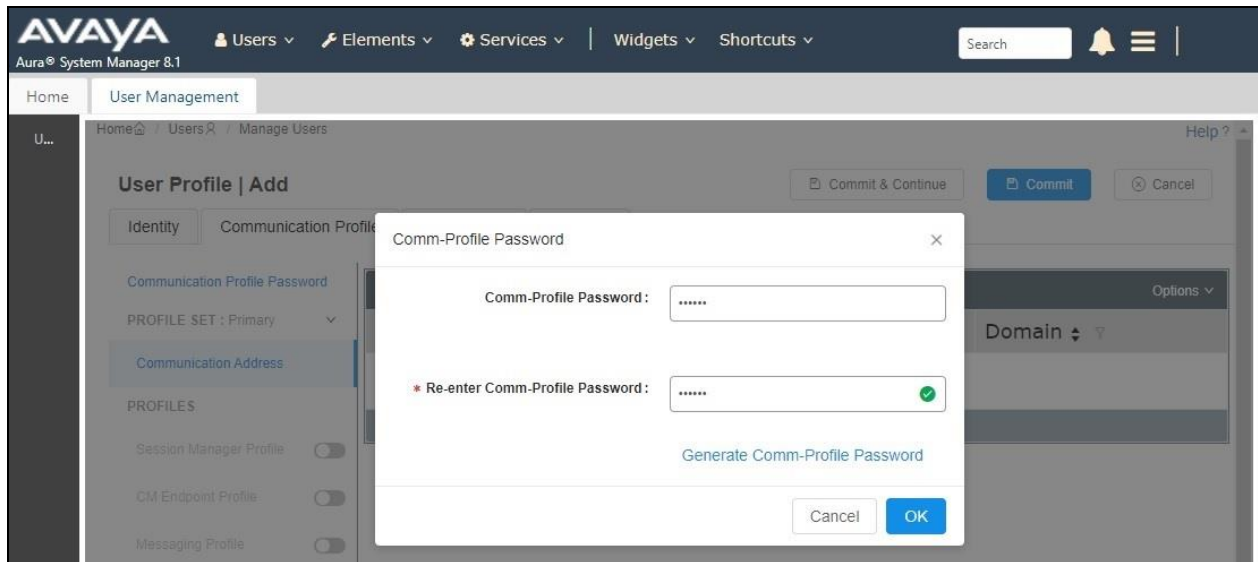 AVAYA
Aura® System Manager 8.1
Users Elements Services | Widgets Shortcuts
Search
Home User Management
U...
Home / Users / Manage Users
Help ?
User Profile | Add
Commit & Continue Commit Cancel
Identity Communication Profile
Comm-Profile Password
Communication Profile Password
Comm-Profile Password :
••••••
Options
PROFILE SET : Primary
Domain
Communication Address
* Re-enter Comm-Profile Password :
••••••
PROFILES
Session Manager Profile
Generate Comm-Profile Password
CM Endpoint Profile
Cancel OK
Messaging Profile